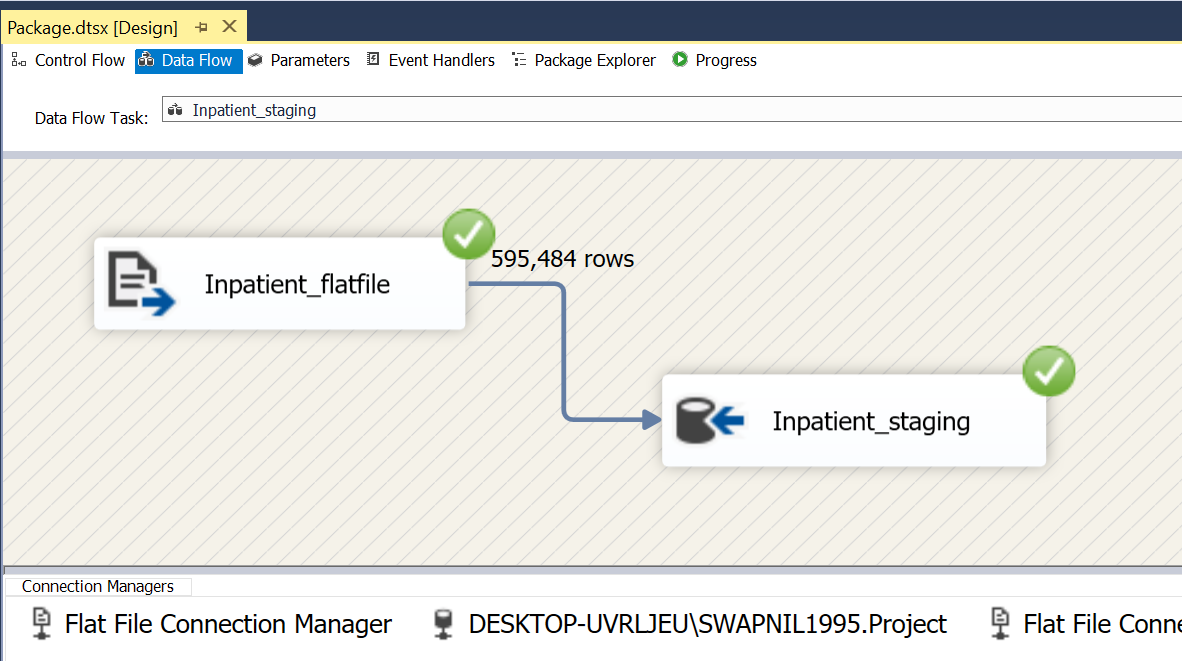 Package.dtsx [Design]
Control Flow Data Flow Parameters Event Handlers Package Explorer Progress
Data Flow Task: Inpatient_staging
595,484 rows
Inpatient_flatfile
Inpatient_staging
Connection Managers
Flat File Connection Manager DESKTOP-UVRLJEU\SWAPNIL1995.Project Flat File Conne